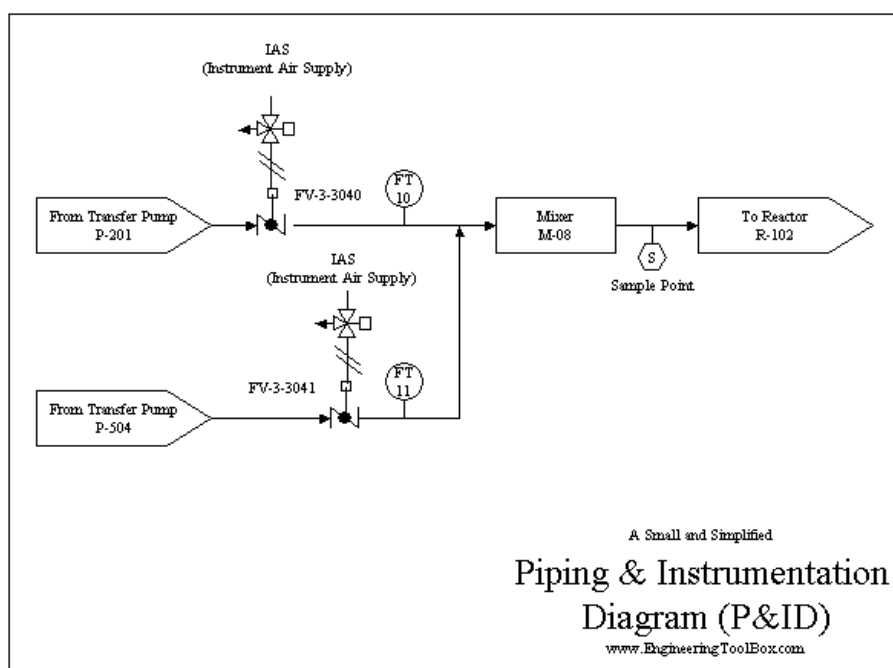 IAS
(Instrument Air Supply)
FV-3-3040
FT
10
From Transfer Pump
P-201
Mixer
M-08
To Reactor
R-102
S
Sample Point
IAS
(Instrument Air Supply)
FV-3-3041
FT
11
From Transfer Pump
P-504
A Small and Simplified
Piping & Instrumentation
Diagram (P&ID)
www.EngineeringToolBox.com